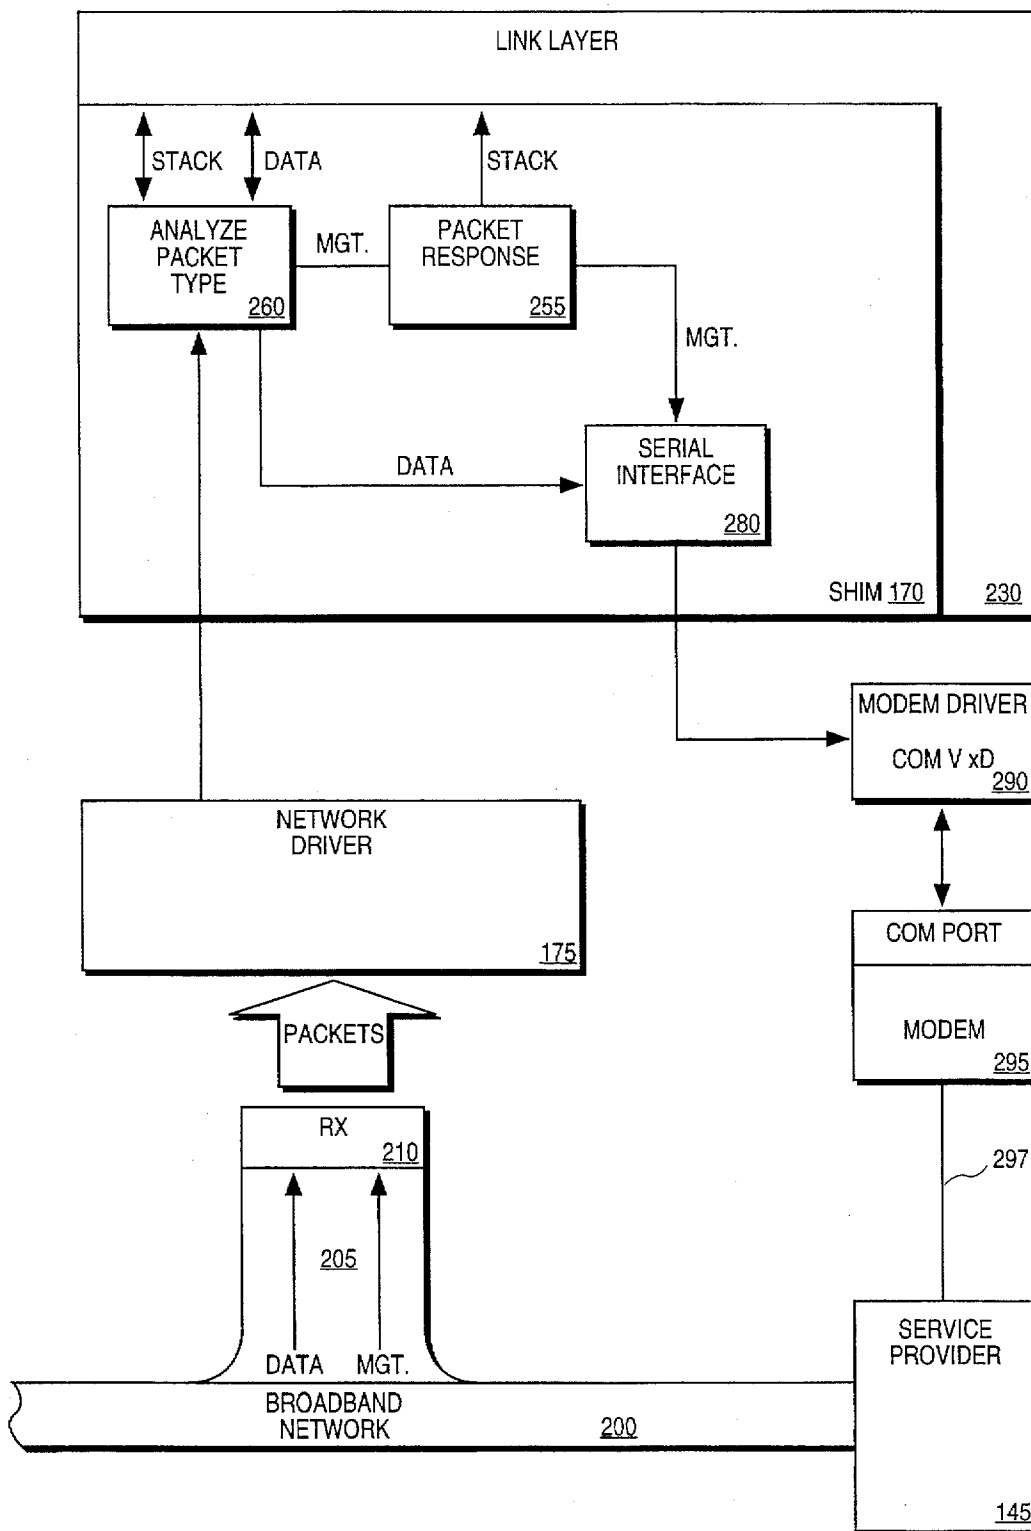 LINK LAYER
STACK
DATA
STACK
ANALYZE
PACKET
TYPE
260
MGT.
PACKET
RESPONSE
255
MGT.
DATA
SERIAL
INTERFACE
280
SHIM 170
230
MODEM DRIVER
COM V xD
290
NETWORK
DRIVER
175
COM PORT
MODEM
295
PACKETS
RX
210
297
205
DATA
MGT.
SERVICE
PROVIDER
BROADBAND
NETWORK
200
145